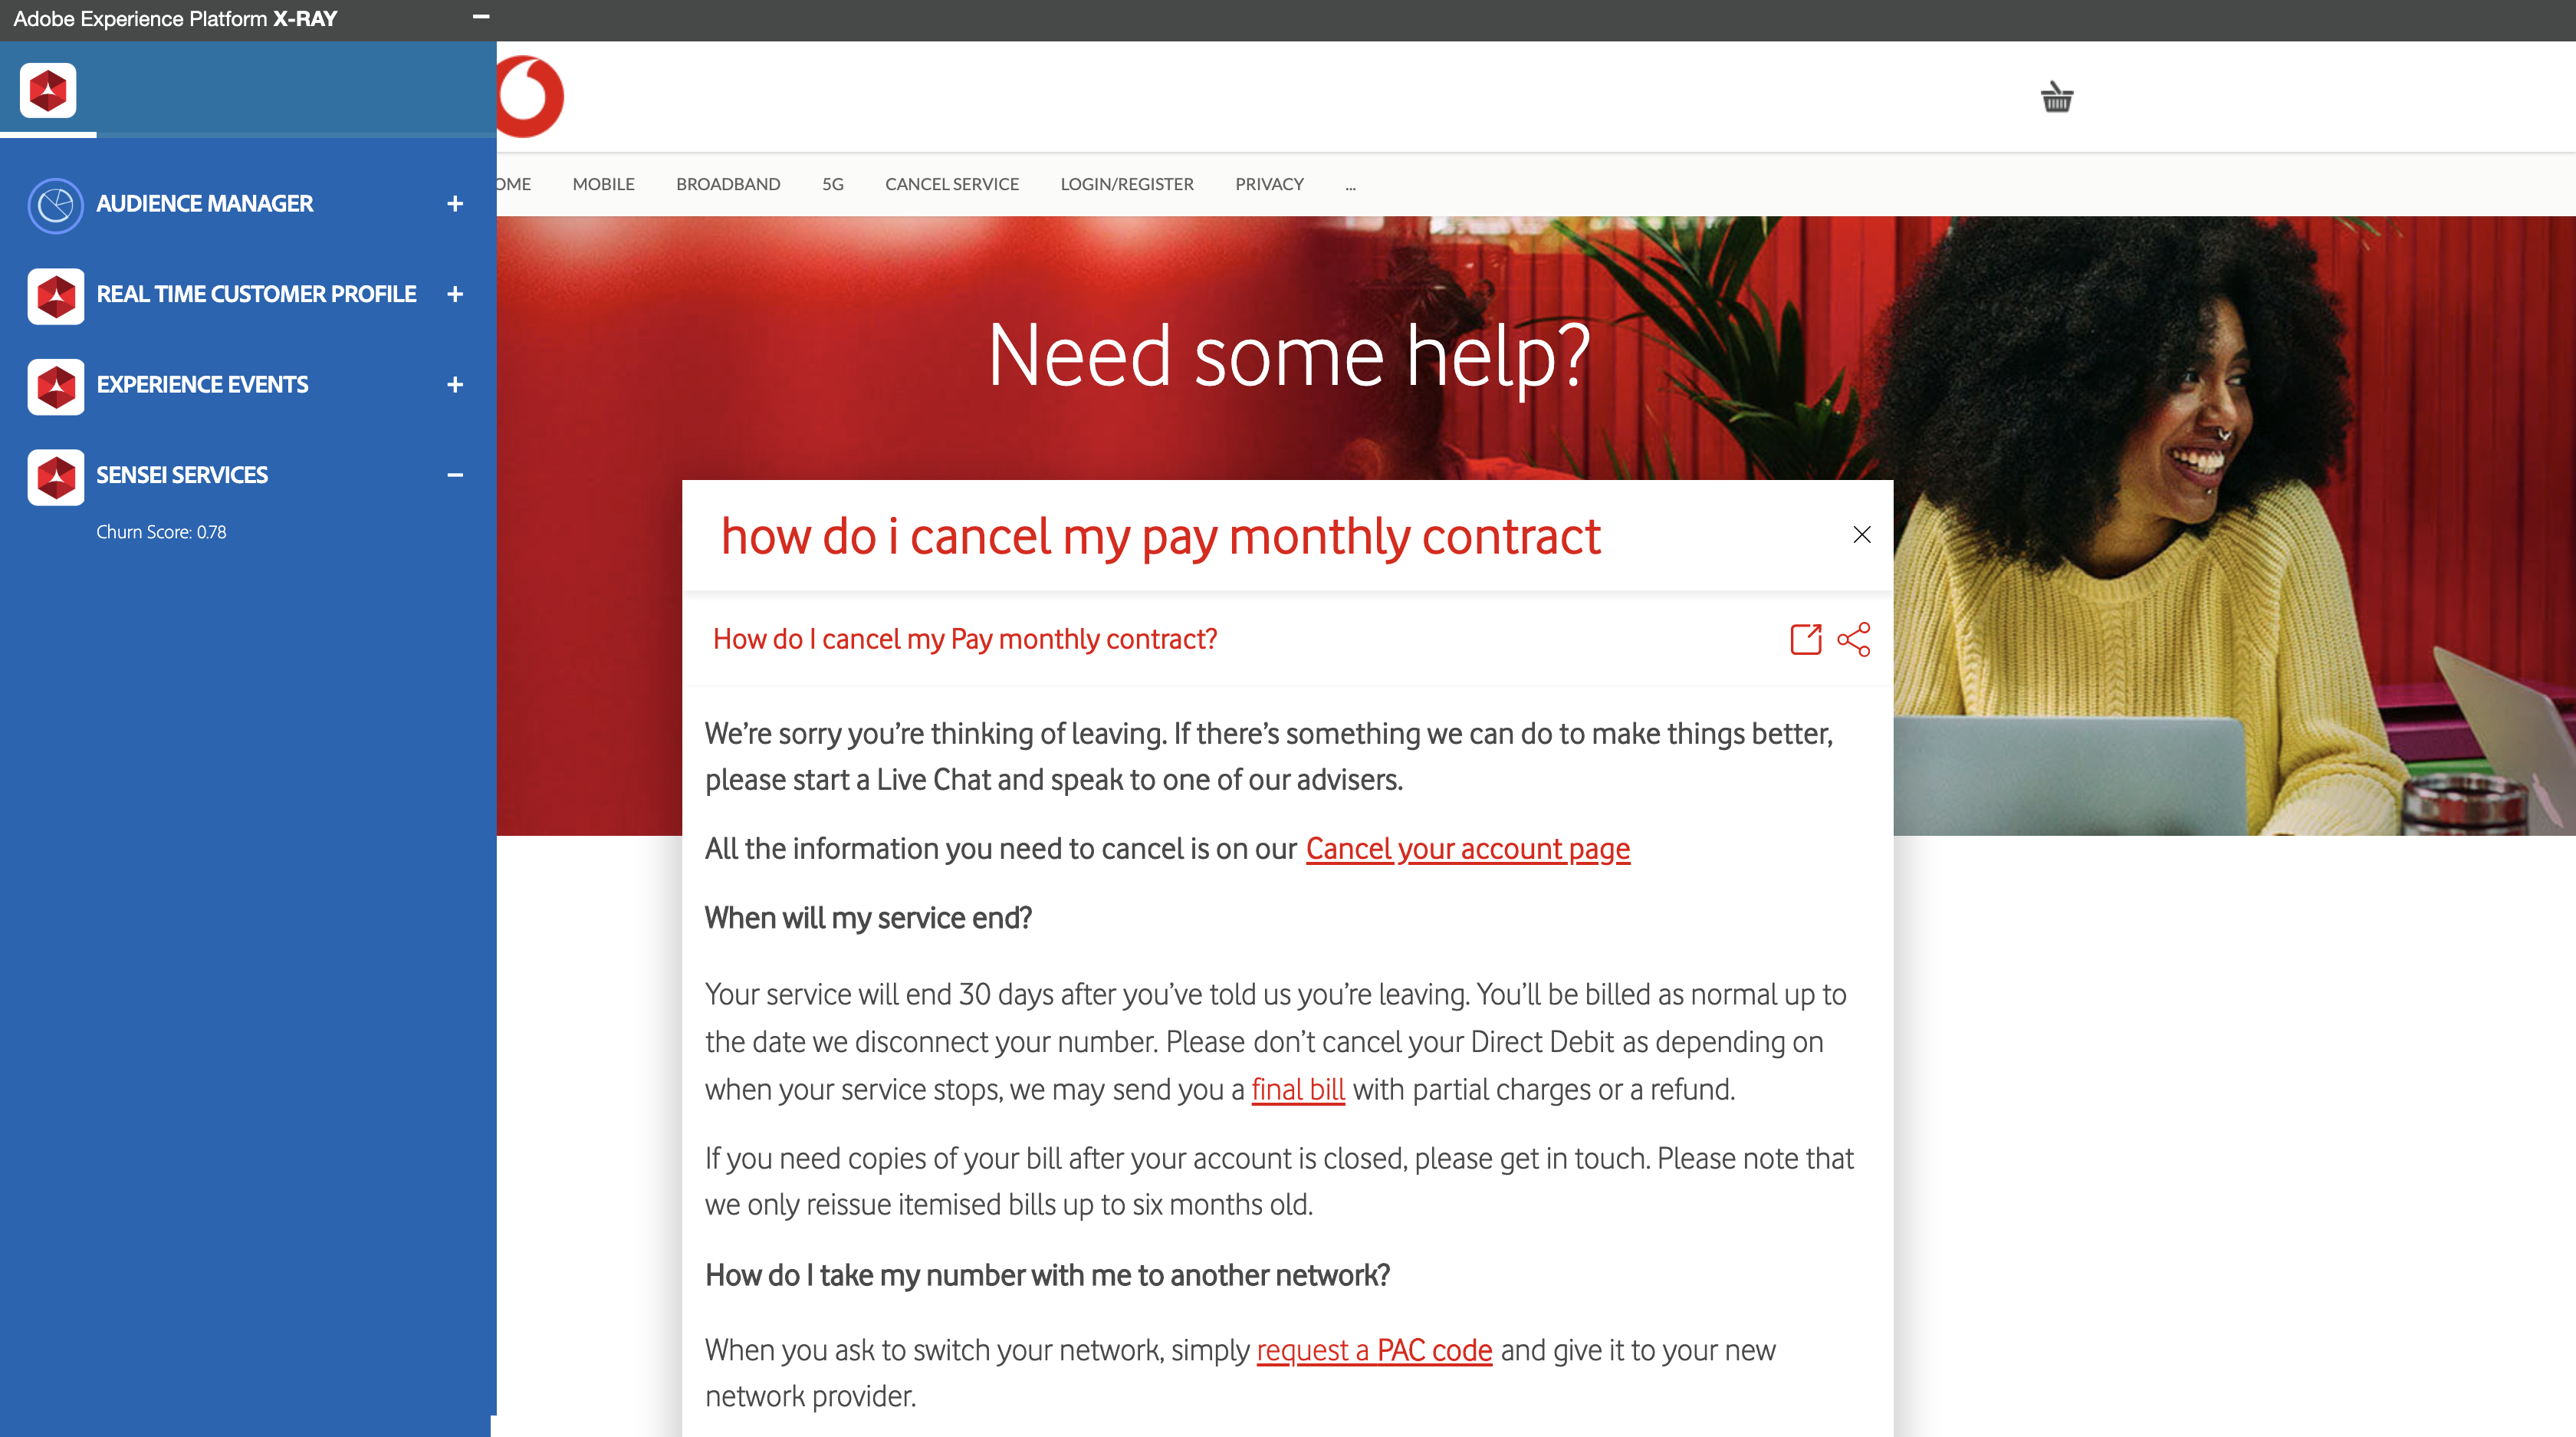 Adobe Experience Platform X-RAY
AUDIENCE MANAGER
REAL TIME CUSTOMER PROFILE
EXPERIENCE EVENTS
SENSEI SERVICES
Churn Score: 0.78
OME MOBILE BROADBAND 5G CANCEL SERVICE LOGIN/REGISTER PRIVACY ...
Need some help?
how do i cancel my pay monthly contract
How do I cancel my Pay monthly contract?
We’re sorry you’re thinking of leaving. If there’s something we can do to make things better,
please start a Live Chat and speak to one of our advisers.
All the information you need to cancel is on our Cancel your account page
When will my service end?
Your service will end 30 days after you’ve told us you’re leaving. You’ll be billed as normal up to
the date we disconnect your number. Please don’t cancel your Direct Debit as depending on
when your service stops, we may send you a final bill with partial charges or a refund.
If you need copies of your bill after your account is closed, please get in touch. Please note that
we only reissue itemised bills up to six months old.
How do I take my number with me to another network?
When you ask to switch your network, simply request a PAC code and give it to your new
network provider.